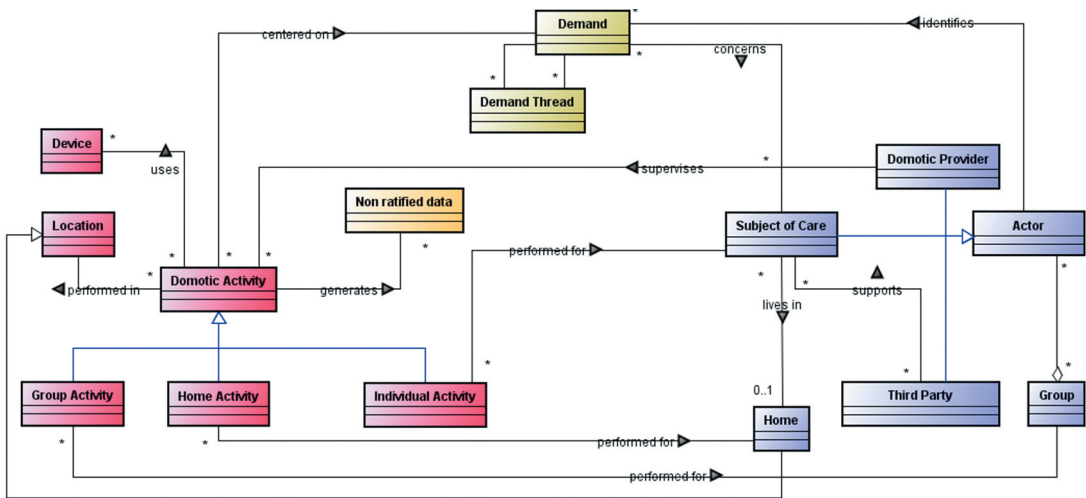 *
Demand
identifies
centered on
*
concerns
*
*
Demand Thread
Device
*
uses
*
Domotic Provider
supervises
Non ratified data
Location
*
Subject of Care
Actor
performed for
*
*
*
*
*
*
Domotic Activity
performed in
generates
*
*
supports
lives in
*
*
*
Group Activity
Home Activity
Individual Activity
0..1
Third Party
Group
Home
*
*
performed for
performed for